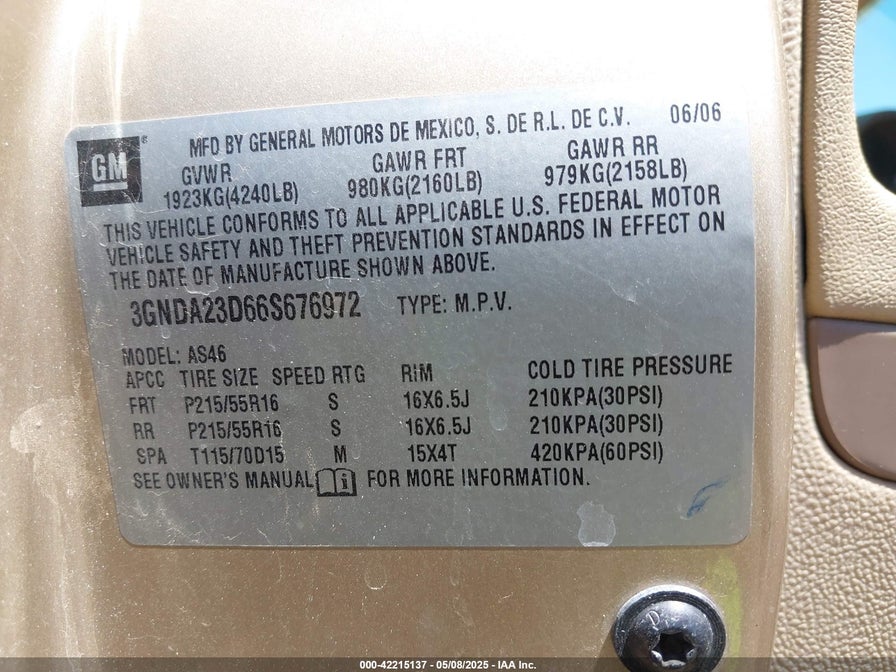 GM
MFD BY GENERAL MOTORS DE MEXICO, S. DE R.L. DE C.V. 06/06
GVWR GAWR FRT GAWR RR
1923KG(4240LB) 980KG(2160LB) 979KG(2158LB)
THIS VEHICLE CONFORMS TO ALL APPLICABLE U.S. FEDERAL MOTOR
VEHICLE SAFETY AND THEFT PREVENTION STANDARDS IN EFFECT ON
THE DATE OF MANUFACTURE SHOWN ABOVE.
3GNDA23D66S676972 TYPE: M.P.V.
MODEL: AS46
APCC TIRE SIZE SPEED RTG RIM COLD TIRE PRESSURE
FRT P215/55R16 S 16X6.5J 210KPA(30PSI)
RR P215/55R16 S 16X6.5J 210KPA(30PSI)
SPA T115/70D15 M 15X4T 420KPA(60PSI)
SEE OWNER'S MANUAL FOR MORE INFORMATION.
000-42215137 — 05/08/2025 — IAA Inc.